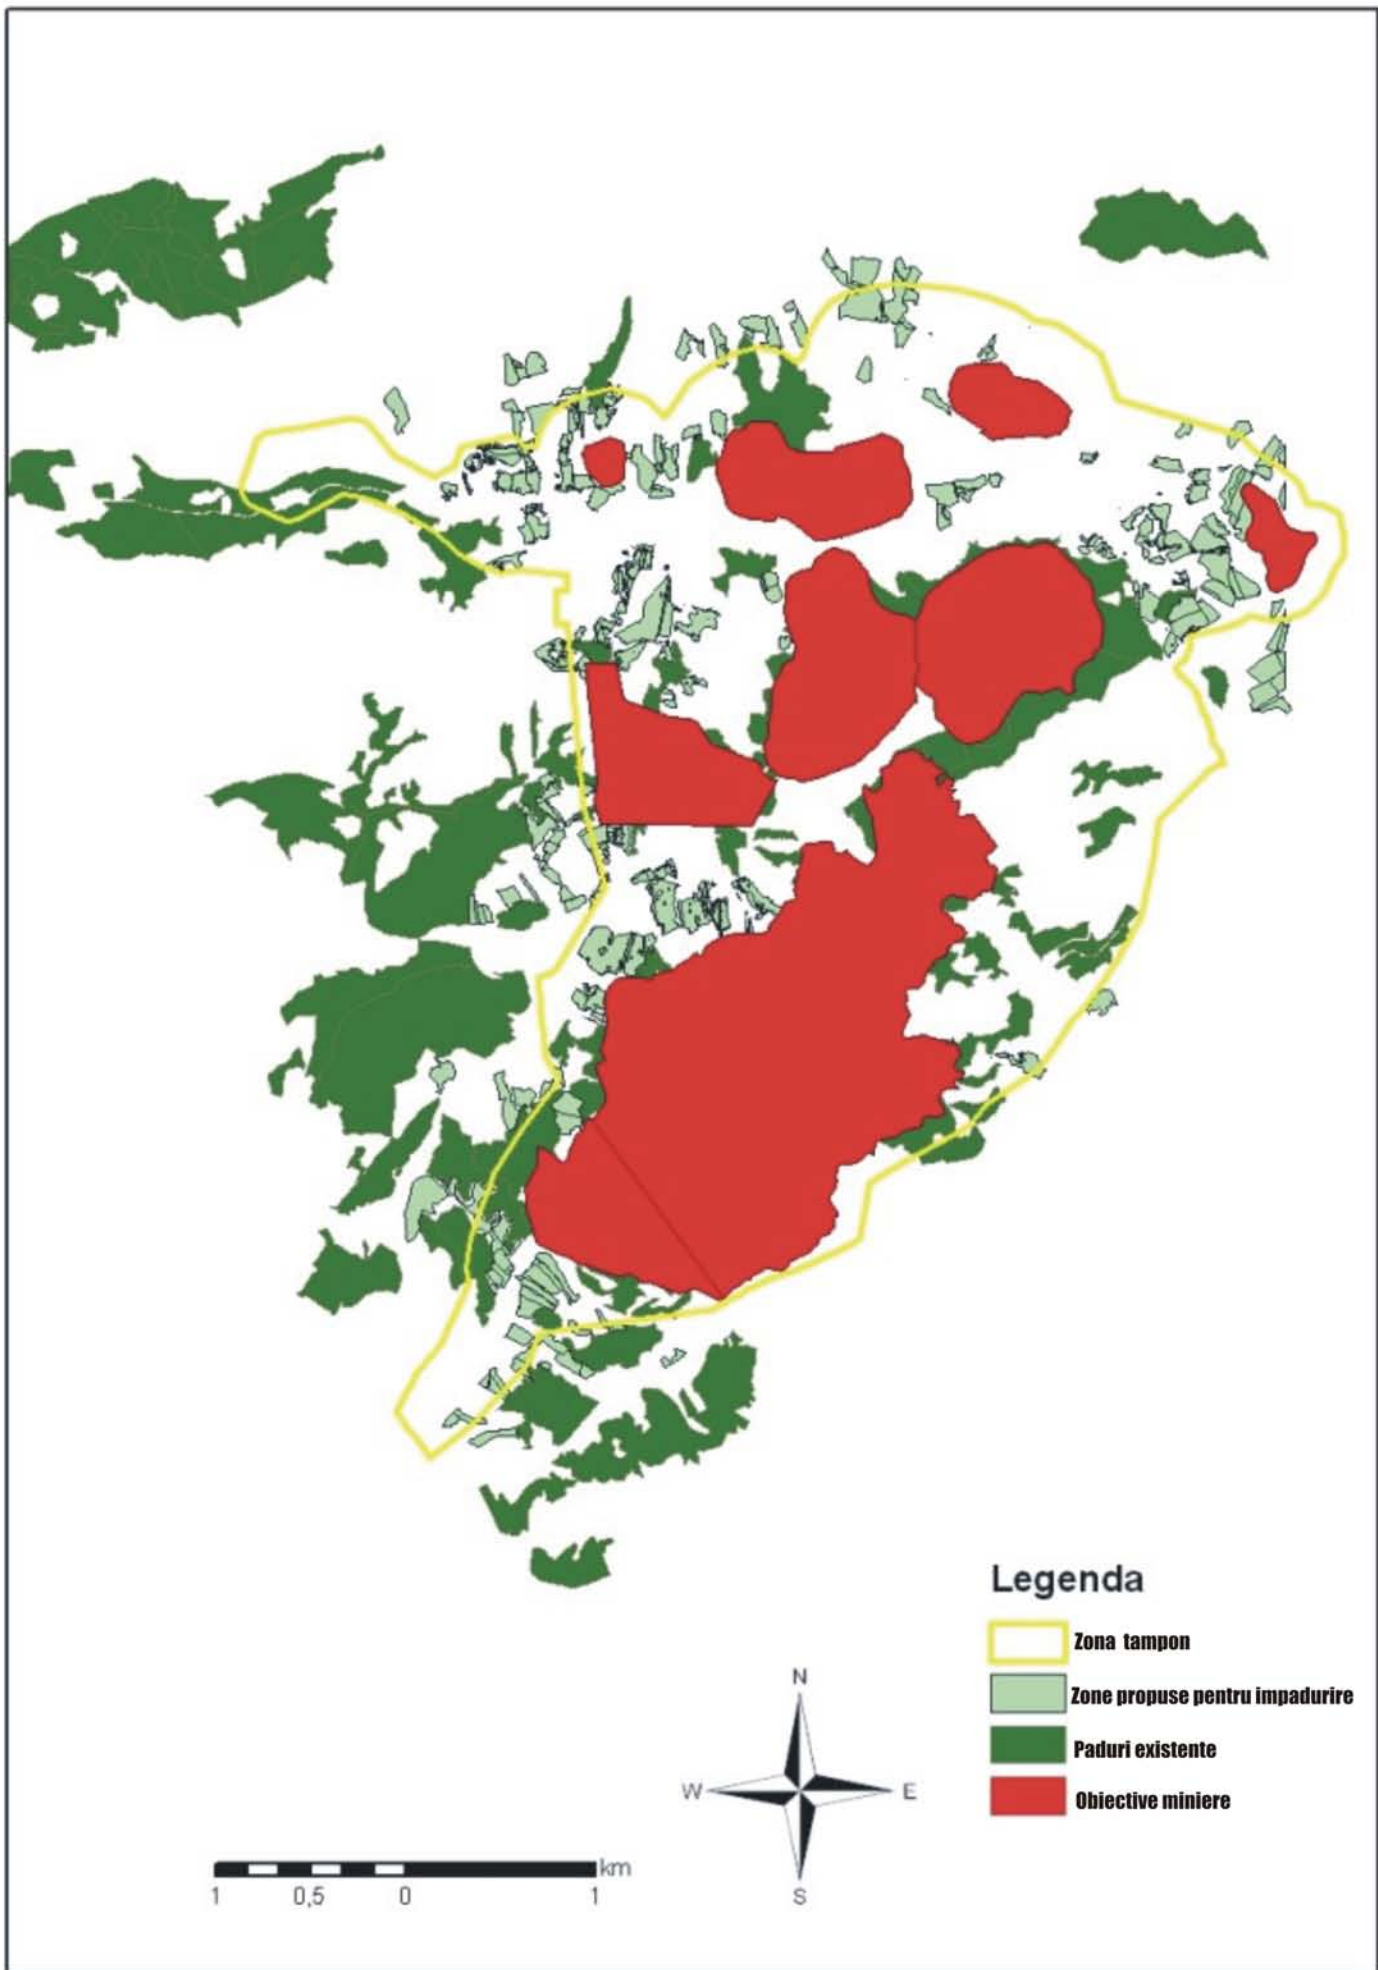 Legenda
Zona tampon
Zone propuse pentru impadurire
Paduri existente
Obiective miniere
N
W E
S
km
1 0,5 0 1